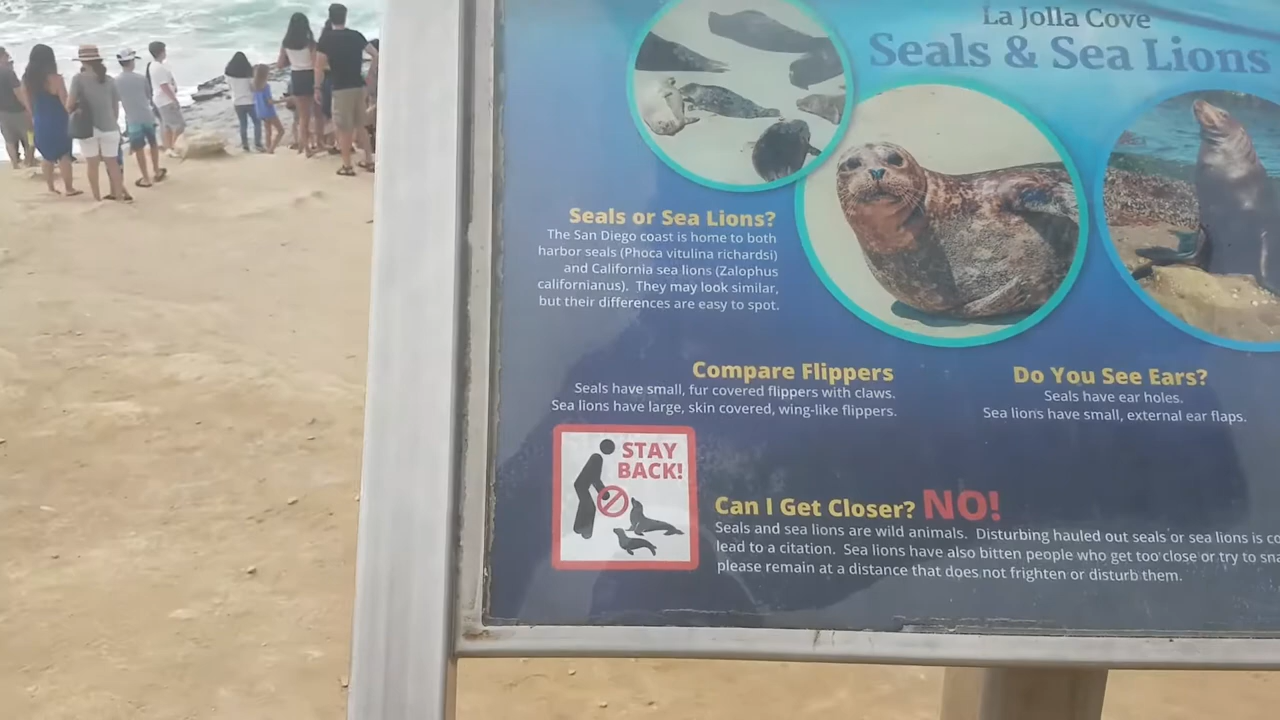 La Jolla Cove
Seals & Sea Lions
Seals or Sea Lions?
The San Diego coast is home to both
harbor seals (Phoca vitulina richardsi)
and California sea lions (Zalophus
californianus). They may look similar,
but their differences are easy to spot.
Compare Flippers
Seals have small, fur covered flippers with claws.
Sea lions have large, skin covered, wing-like flippers.
Do You See Ears?
Seals have ear holes.
Sea lions have small, external ear flaps.
STAY
BACK!
Can I Get Closer? NO!
Seals and sea lions are wild animals. Disturbing hauled out seals or sea lions is
lead to a citation. Sea lions have also bitten people who get too close or try to
please remain at a distance that does not frighten or disturb them.